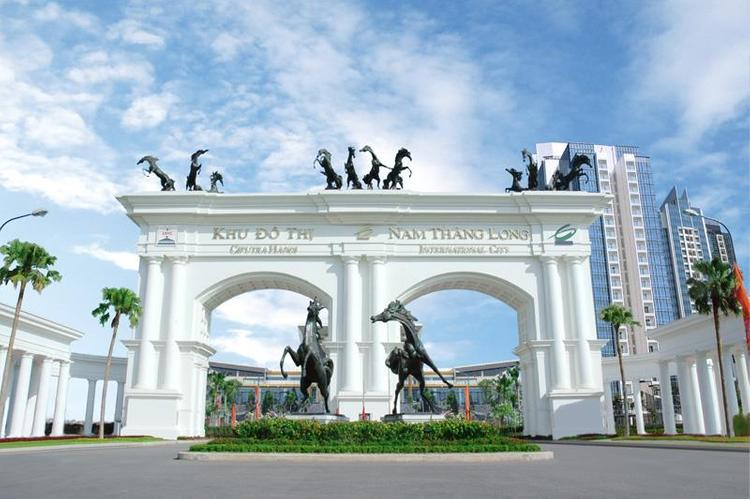 KHU ĐÔ THỊ
CIPUTRA HANOI
NAM THĂNG LONG
INTERNATIONAL CITY